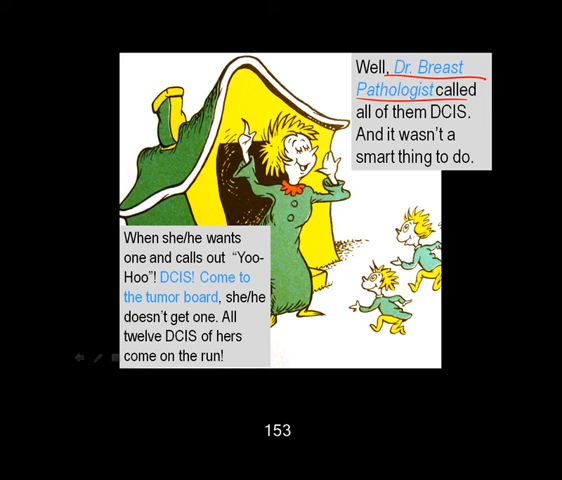 Well, Dr. Breast
Pathologist called
all of them DCIS.
And it wasn't a
smart thing to do.
When she/he wants
one and calls out “Yoo-
Hoo”! DCIS! Come to
the tumor board, she/he
doesn't get one. All
twelve DCIS of hers
come on the run!
153